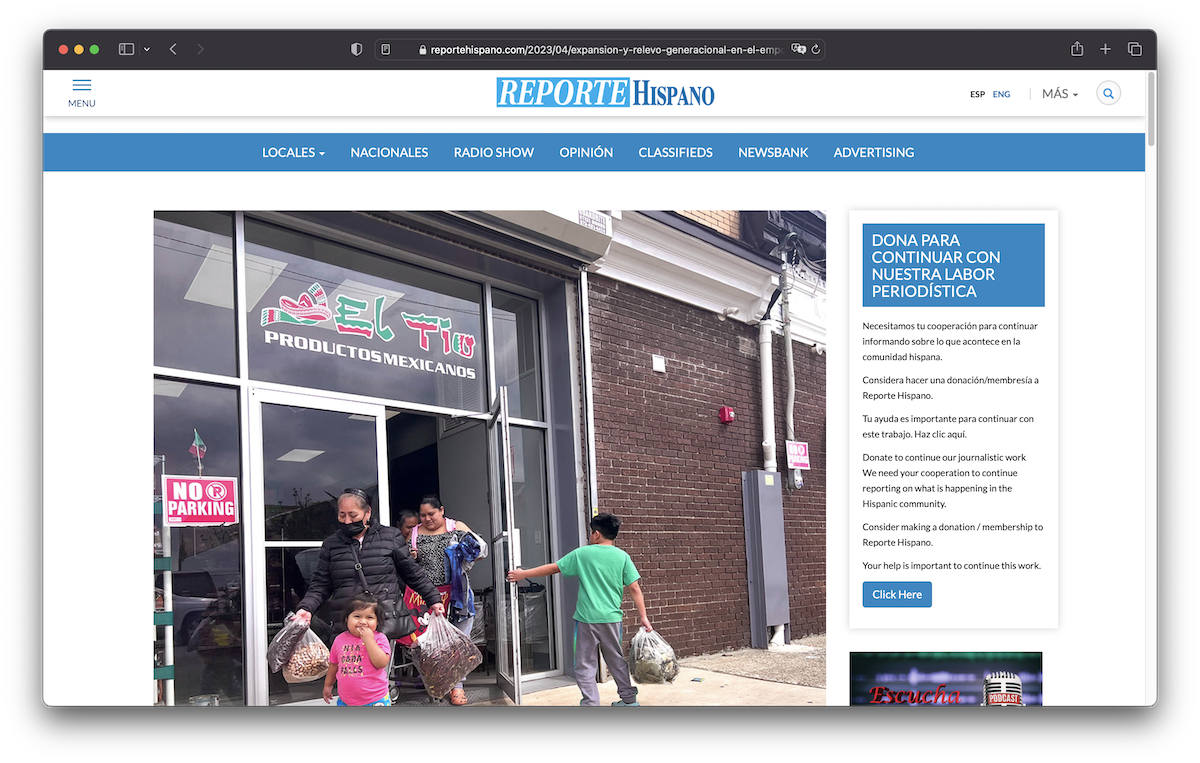 reportehispano.com/2023/04/expansion-y-relevo-generacional-en-el-emp
MENU
REPORTE HISPANO
ESP ENG
MÁS
LOCALES NACIONALES RADIO SHOW OPINIÓN CLASSIFIEDS NEWSBANK ADVERTISING
EL TIO
PRODUCTOS MEXICANOS
NO R
PARKING
NO
DONA PARA
CONTINUAR CON
NUESTRA LABOR
PERIODÍSTICA
Necesitamos tu cooperación para continuar
informando sobre lo que acontece en la
comunidad hispana.
Considera hacer una donación/membresía a
Reporte Hispano.
Tu ayuda es importante para continuar con
este trabajo. Haz clic aquí.
Donate to continue our journalistic work
We need your cooperation to continue
reporting on what is happening in the
Hispanic community.
Consider making a donation / membership to
Reporte Hispano.
Your help is important to continue this work.
Click Here
Escucha
PODCAST